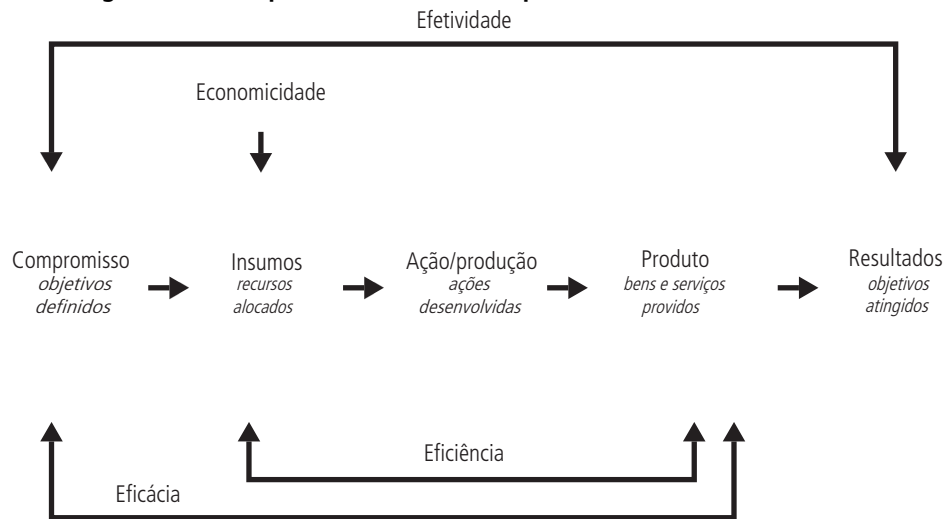 Efetividade
Economicidade
Compromisso
objetivos
definidos
Insumos
recursos
alocados
Ação/produção
ações
desenvolvidas
Produto
bens e serviços
providos
Resultados
objetivos
atingidos
Eficiência
Eficácia